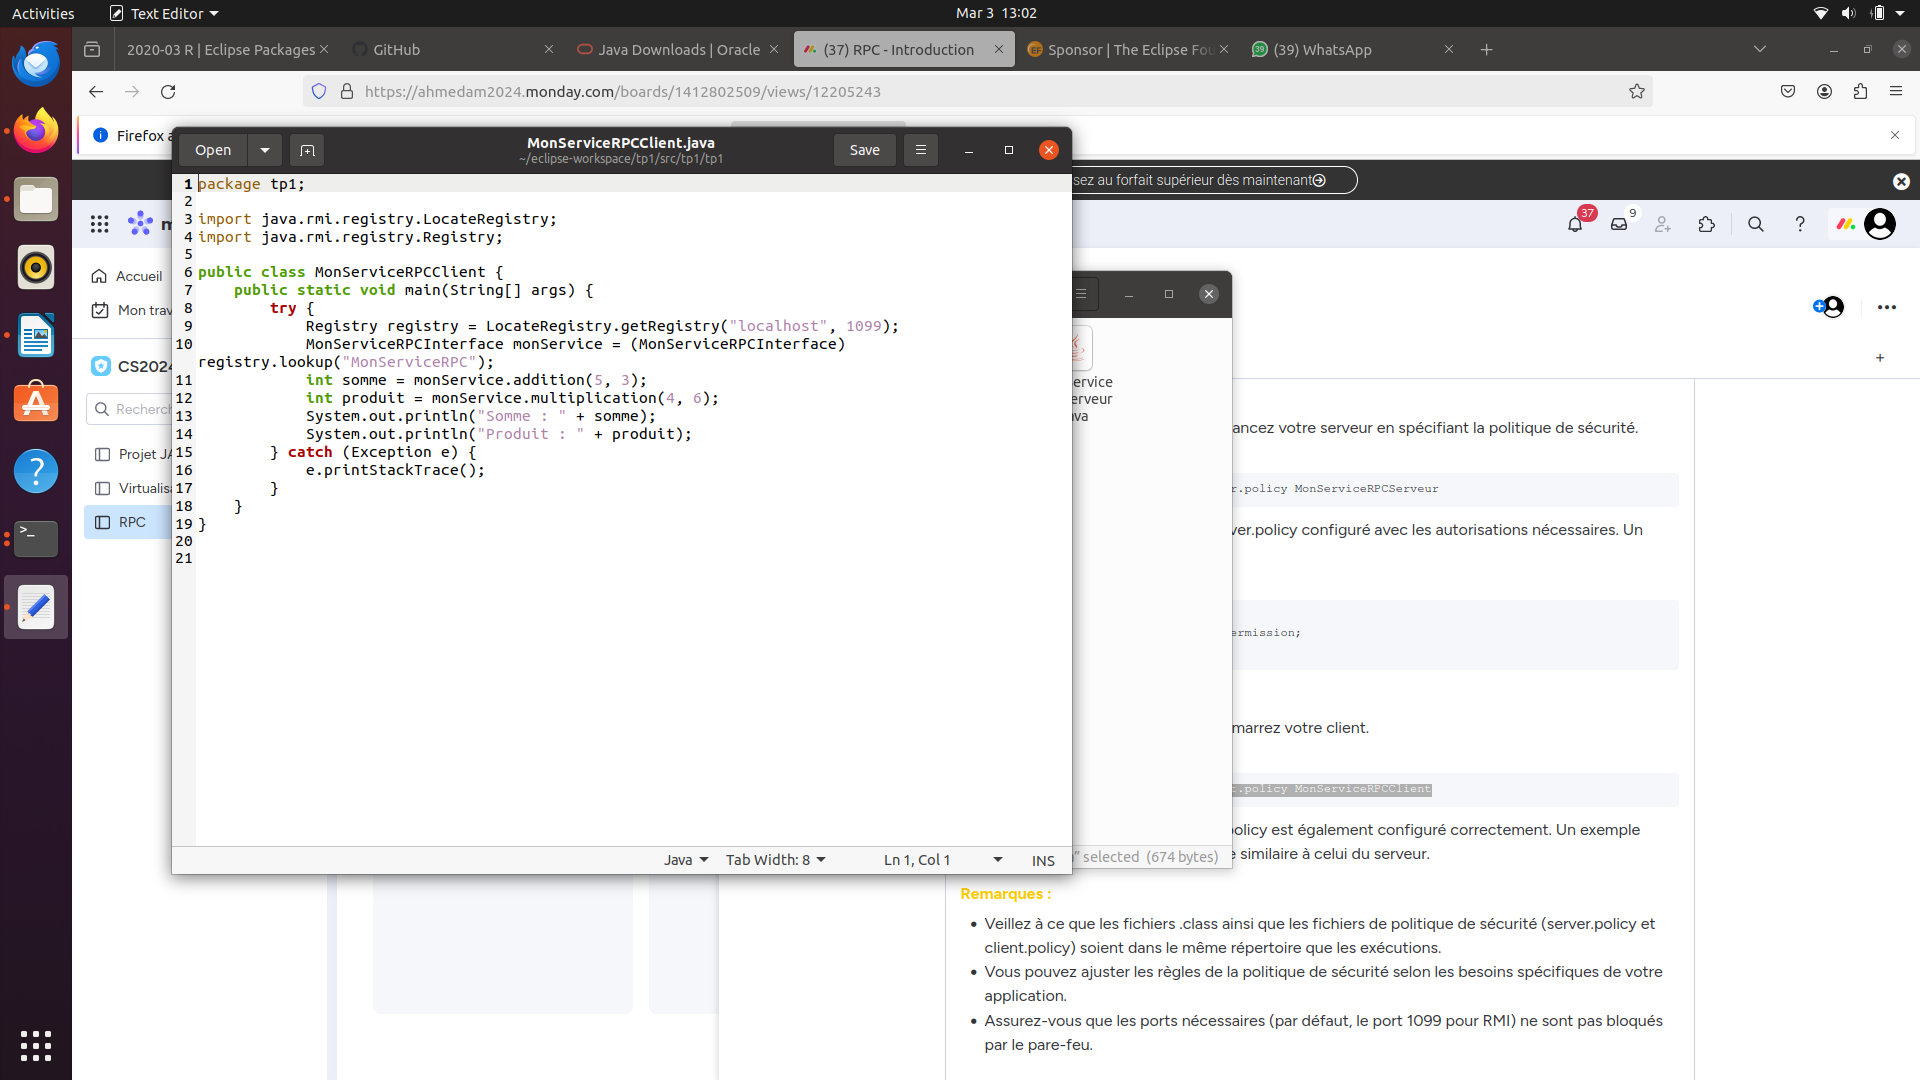 Activities
Text Editor
Mar 3 13:02
2020-03 R | Eclipse Packages
GitHub
Java Downloads | Oracle
(37) RPC - Introduction
Sponsor | The Eclipse Fou
(39) WhatsApp
https://ahmedam2024.monday.com/boards/1412802509/views/12205243
Firefox a
Open
MonServiceRPCClient.java
~/eclipse-workspace/tp1/src/tp1/tp1
Save
sez au forfait supérieur dès maintenant
m
37
9
Accueil
Mon trav
CS2024
Recherch
Projet JA
Virtualisa
RPC
1 package tp1;
2
3 import java.rmi.registry.LocateRegistry;
4 import java.rmi.registry.Registry;
5
6 public class MonServiceRPCClient {
7 public static void main(String[] args) {
8 try {
9 Registry registry = LocateRegistry.getRegistry("localhost", 1099);
10 MonServiceRPCInterface monService = (MonServiceRPCInterface)
registry.lookup("MonServiceRPC");
11 int somme = monService.addition(5, 3);
12 int produit = monService.multiplication(4, 6);
13 System.out.println("Somme : " + somme);
14 System.out.println("Produit : " + produit);
15 } catch (Exception e) {
16 e.printStackTrace();
17 }
18 }
19 }
20
21
Java
Tab Width: 8
Ln 1, Col 1
INS
ervice
erveur
ava
" selected (674 bytes)
ancez votre serveur en spécifiant la politique de sécurité.
r.policy MonServiceRPCServeur
ver.policy configuré avec les autorisations nécessaires. Un
ermission;
marrez votre client.
t.policy MonServiceRPCClient
policy est également configuré correctement. Un exemple
e similaire à celui du serveur.
Remarques :
• Veillez à ce que les fichiers .class ainsi que les fichiers de politique de sécurité (server.policy et
client.policy) soient dans le même répertoire que les exécutions.
• Vous pouvez ajuster les règles de la politique de sécurité selon les besoins spécifiques de votre
application.
• Assurez-vous que les ports nécessaires (par défaut, le port 1099 pour RMI) ne sont pas bloqués
par le pare-feu.